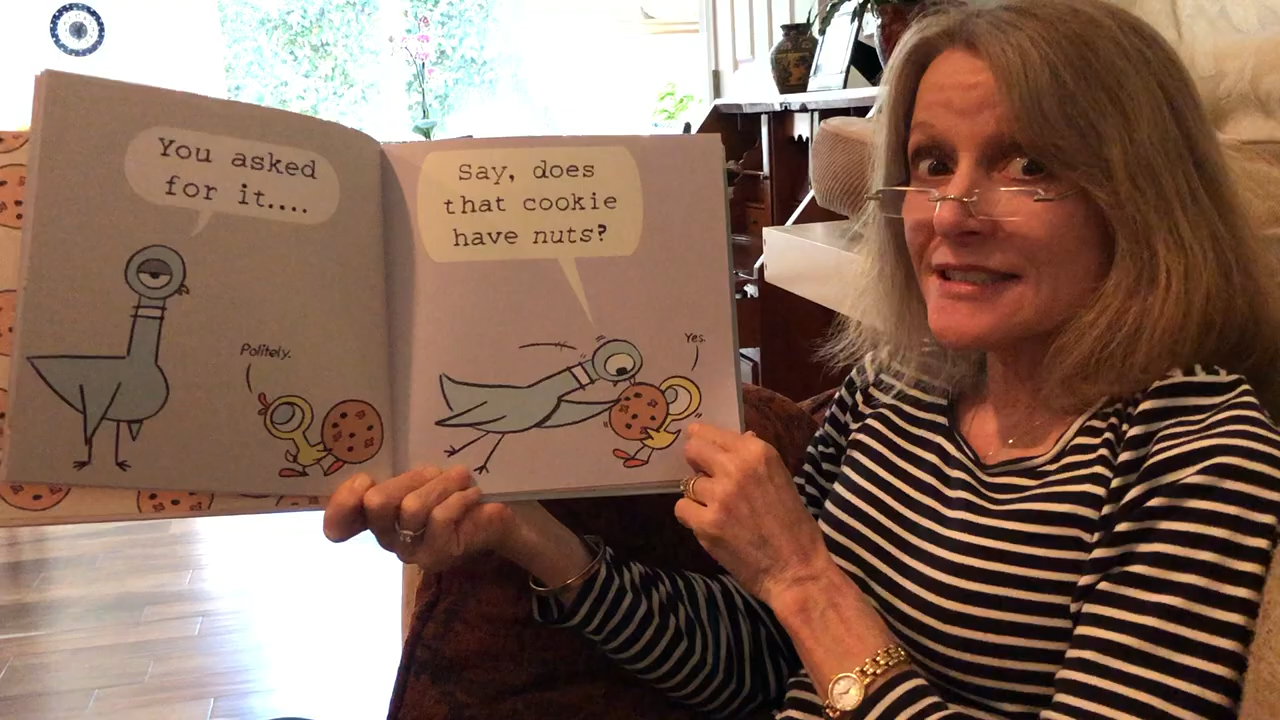 You asked
for it....
Politely.
Say, does
that cookie
have nuts?
Yes.